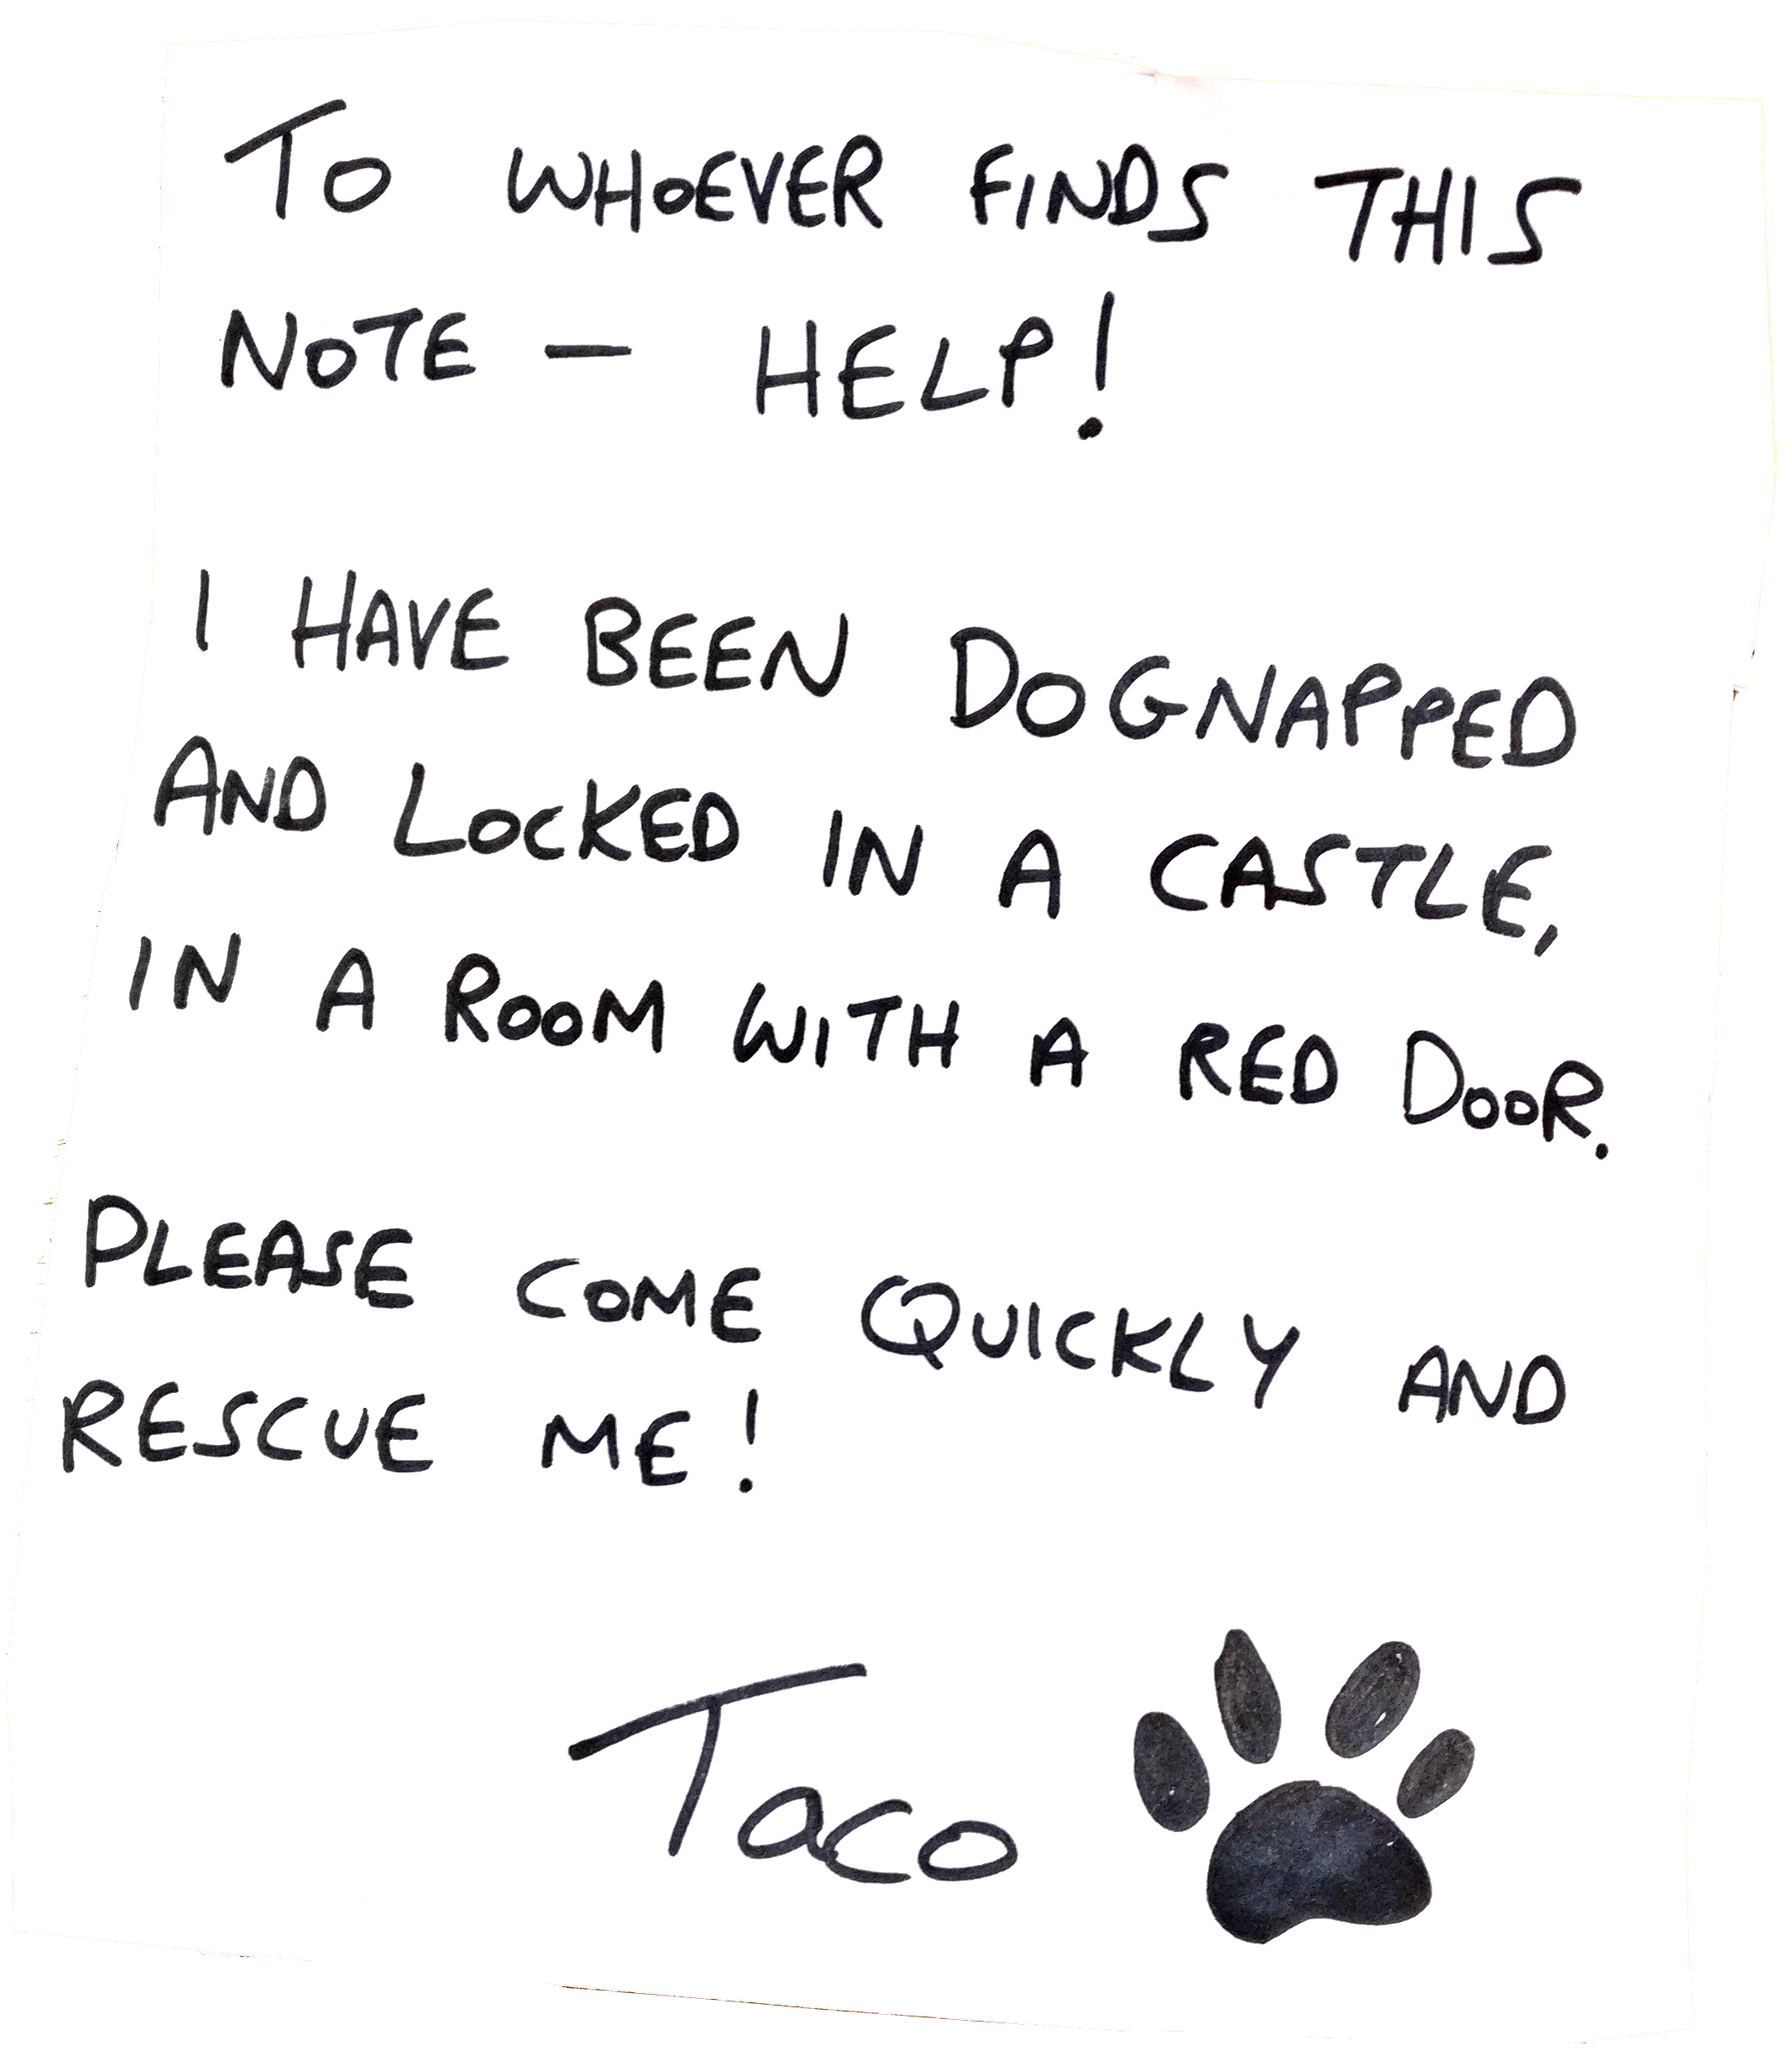 TO WHOEVER FINDS THIS
NOTE - HELP!
I HAVE BEEN DOGNAPPED
AND LOCKED IN A CASTLE,
IN A ROOM WITH A RED DOOR.
PLEASE COME QUICKLY AND
RESCUE ME!
Taco